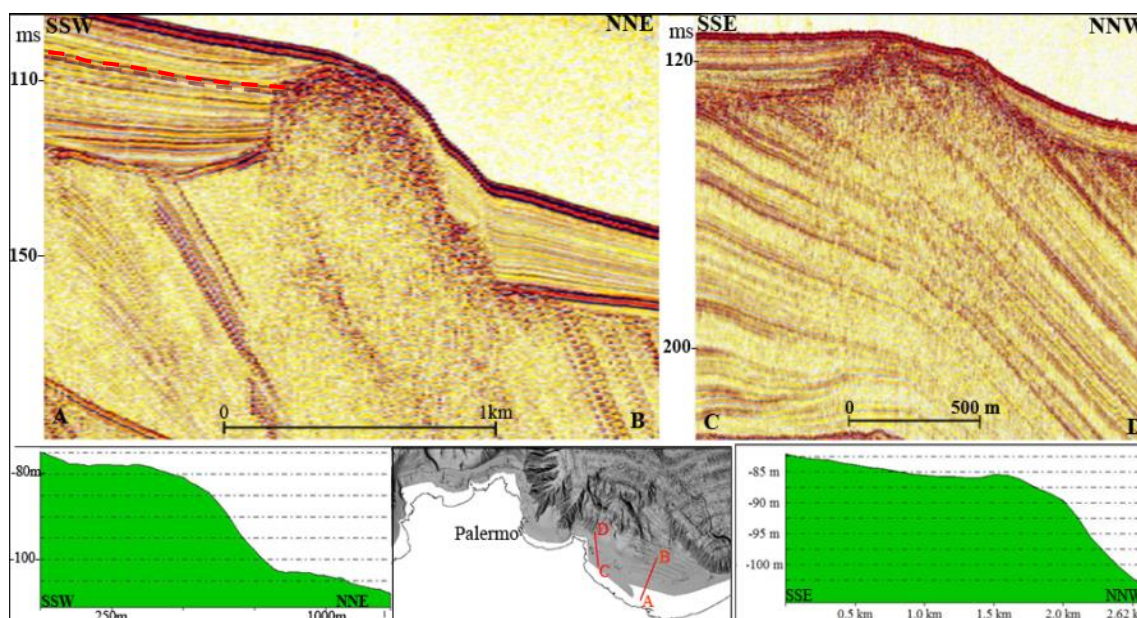 SSW
NNE
ms
110
150
0
1km
A
B
SSE
NNW
ms
120
200
0
500 m
C
D
-80m
-100
SSW
NNE
250m
1000m
Palermo
D
C
B
A
-85 m
-90 m
-95 m
-100 m
SSE
NNW
0.5 km
1.0 km
1.5 km
2.0 km
2.62 k